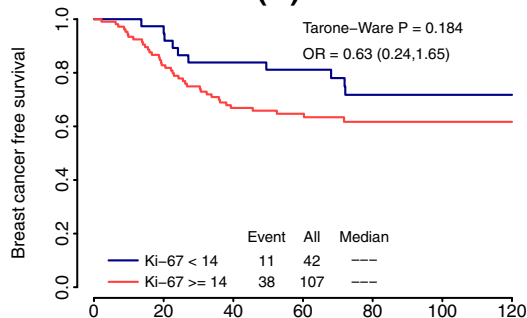 Tarone-Ware P = 0.184
OR = 0.63 (0.24,1.65)
Breast cancer free survival
1.0
0.8
0.6
0.4
0.2
0.0
Event All Median
Ki-67 < 14 11 42 ---
Ki-67 >= 14 38 107 ---
0 20 40 60 80 100 120